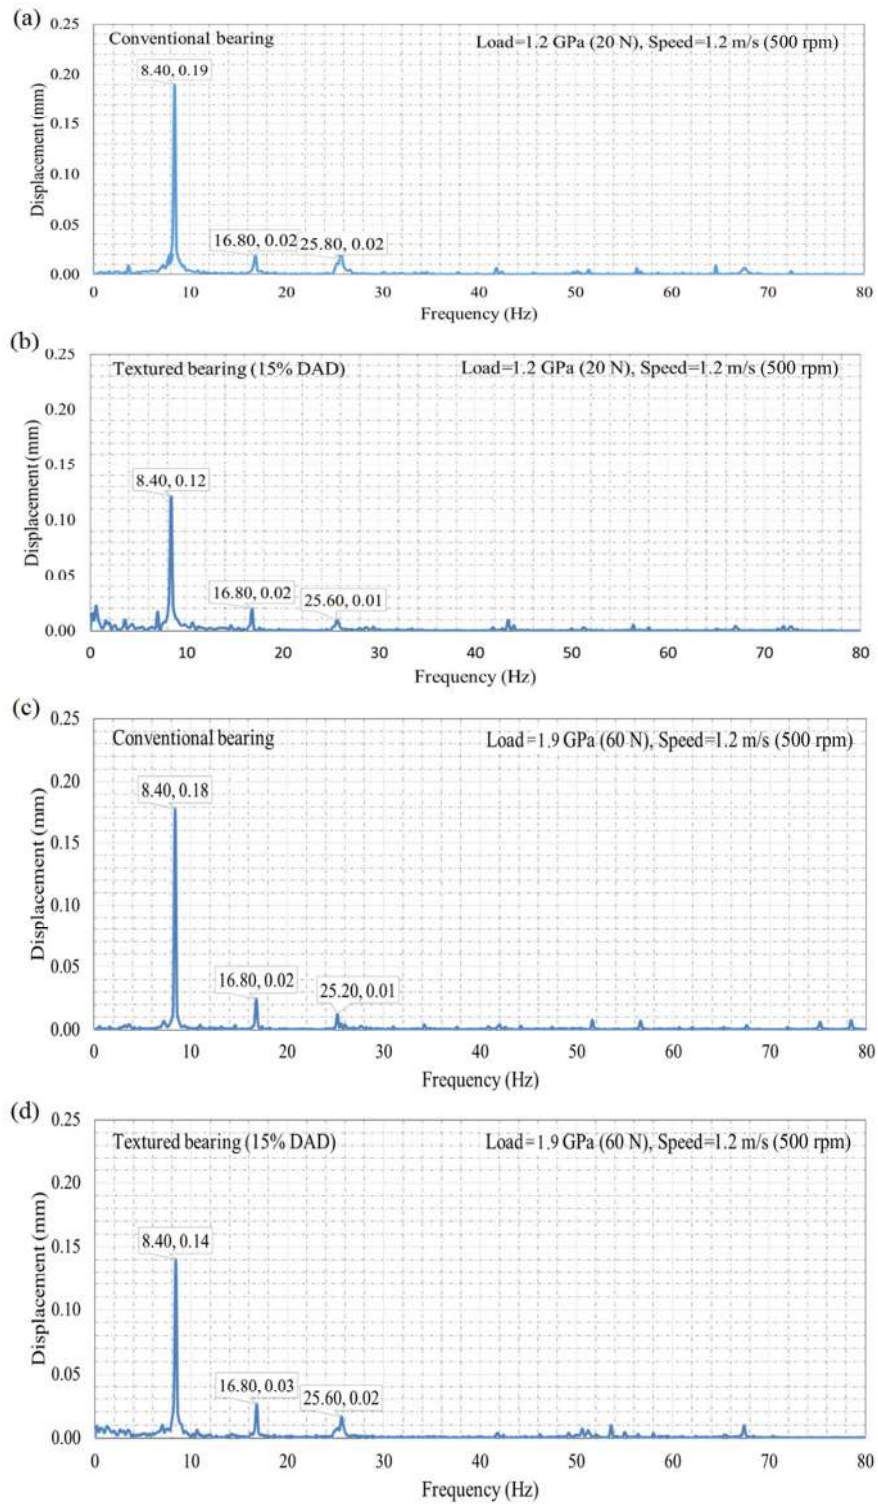 (a)
0.25
Conventional bearing
Load=1.2 GPa (20 N), Speed=1.2 m/s (500 rpm)
8.40, 0.19
0.20
0.15
Displacement (mm)
0.10
0.05
16.80, 0.02
25.80, 0.02
0.00
0 10 20 30 40 50 60 70 80
Frequency (Hz)
(b)
0.25
Textured bearing (15% DAD)
Load=1.2 GPa (20 N), Speed=1.2 m/s (500 rpm)
0.20
0.15
8.40, 0.12
Displacement (mm)
0.10
0.05
16.80, 0.02
25.60, 0.01
0.00
0 10 20 30 40 50 60 70 80
Frequency (Hz)
(c)
0.25
Conventional bearing
Load=1.9 GPa (60 N), Speed=1.2 m/s (500 rpm)
0.20
8.40, 0.18
0.15
Displacement (mm)
0.10
0.05
16.80, 0.02
25.20, 0.01
0.00
0 10 20 30 40 50 60 70 80
Frequency (Hz)
(d)
0.25
Textured bearing (15% DAD)
Load=1.9 GPa (60 N), Speed=1.2 m/s (500 rpm)
0.20
8.40, 0.14
0.15
Displacement (mm)
0.10
0.05
16.80, 0.03
25.60, 0.02
0.00
0 10 20 30 40 50 60 70 80
Frequency (Hz)